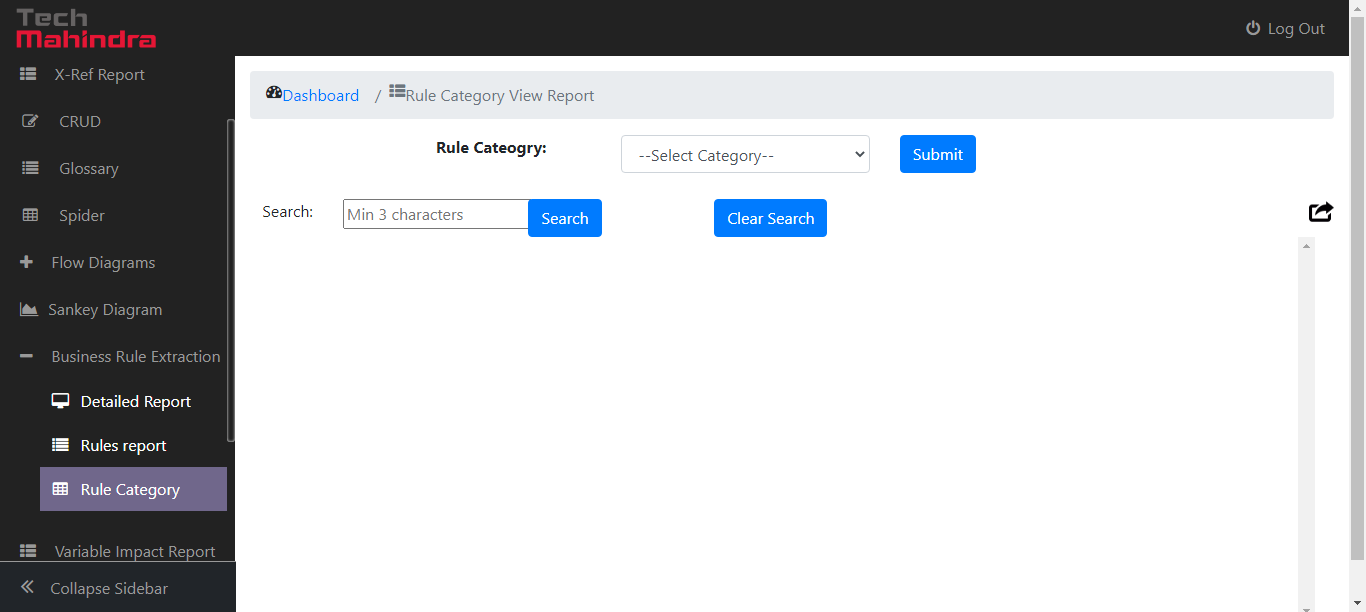 Tech
Mahindra
Log Out
X-Ref Report
CRUD
Glossary
Spider
Flow Diagrams
Sankey Diagram
Business Rule Extraction
Detailed Report
Rules report
Rule Category
Variable Impact Report
Collapse Sidebar
Dashboard / Rule Category View Report
Rule Cateogry: --Select Category-- Submit
Search: Min 3 characters Search Clear Search